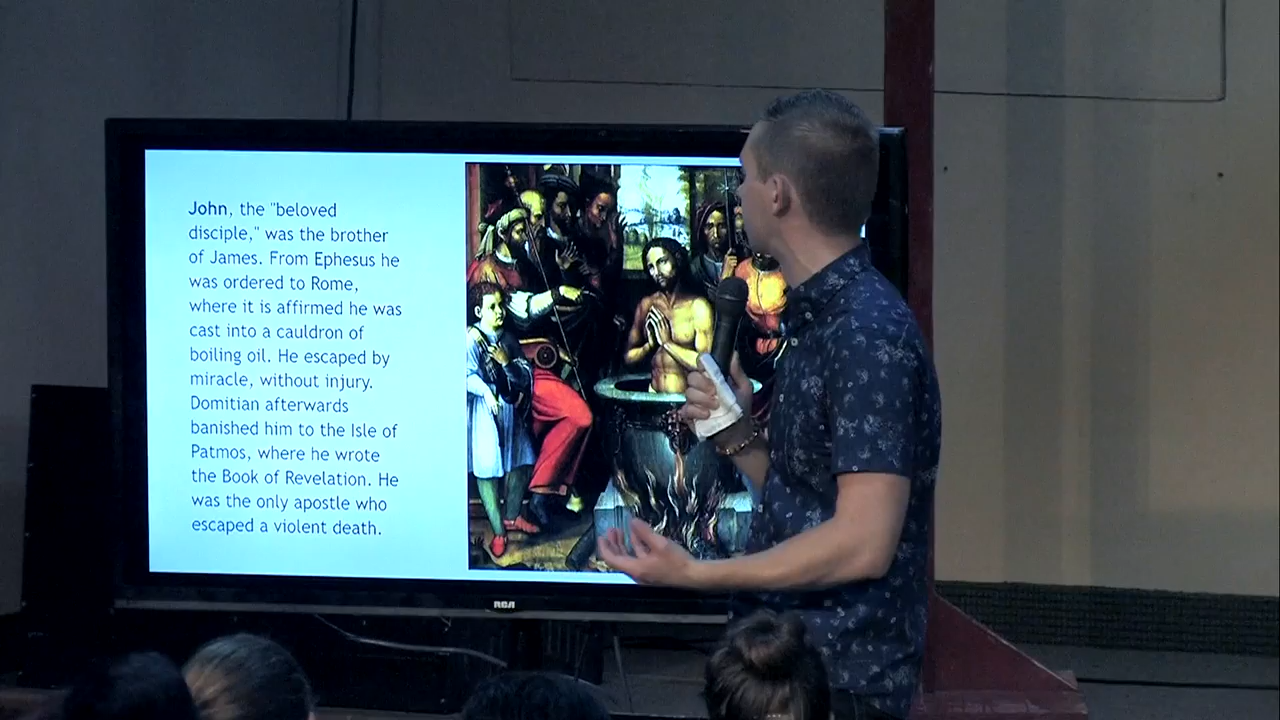 John, the "beloved
disciple," was the brother
of James. From Ephesus he
was ordered to Rome,
where it is affirmed he was
cast into a cauldron of
boiling oil. He escaped by
miracle, without injury.
Domitian afterwards
banished him to the Isle of
Patmos, where he wrote
the Book of Revelation. He
was the only apostle who
escaped a violent death.
RCA